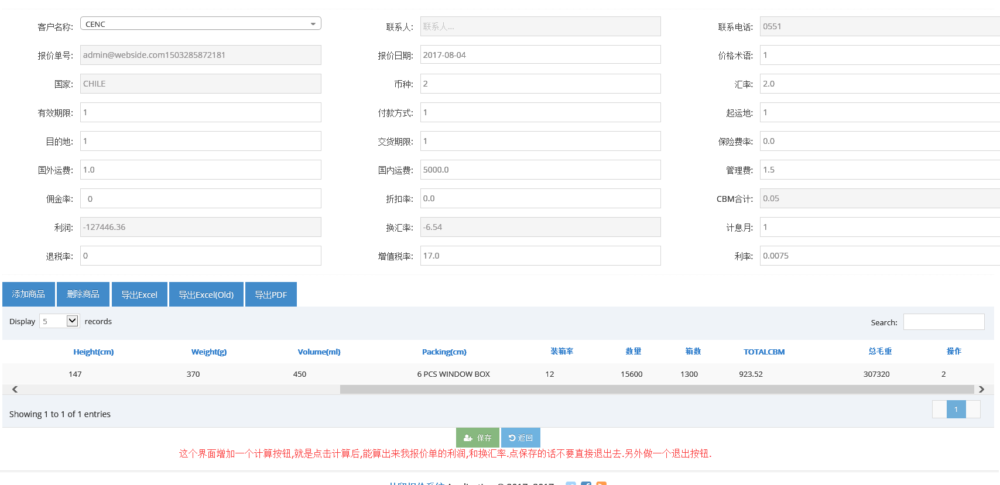 客户名称: CENC 联系人: 联系人... 联系电话: 0551
报价单号: admin@webside.com1503285872181 报价日期: 2017-08-04 价格术语: 1
国家: CHILE 币种: 2 汇率: 2.0
有效期限: 1 付款方式: 1 起运地: 1
目的地: 1 交货期限: 1 保险费率: 0.0
国外运费: 1.0 国内运费: 5000.0 管理费: 1.5
佣金率: 0 折扣率: 0.0 CBM合计: 0.05
利润: -127446.36 换汇率: -6.54 计息月: 1
退税率: 0 增值税率: 17.0 利率: 0.0075
添加商品 删除商品 导出Excel 导出Excel(Old) 导出PDF
Display 5 records Search:
Height(cm) Weight(g) Volume(ml) Packing(cm) 装箱率 数量 箱数 TOTALCBM 总毛重 操作
147 370 450 6 PCS WINDOW BOX 12 15600 1300 923.52 307320 2
Showing 1 to 1 of 1 entries 1
保存 返回
这个界面增加一个计算按钮,就是点击计算后,能算出来我报价单的利润,和换汇率.点保存的话不要直接退出去.另外做一个退出按钮.